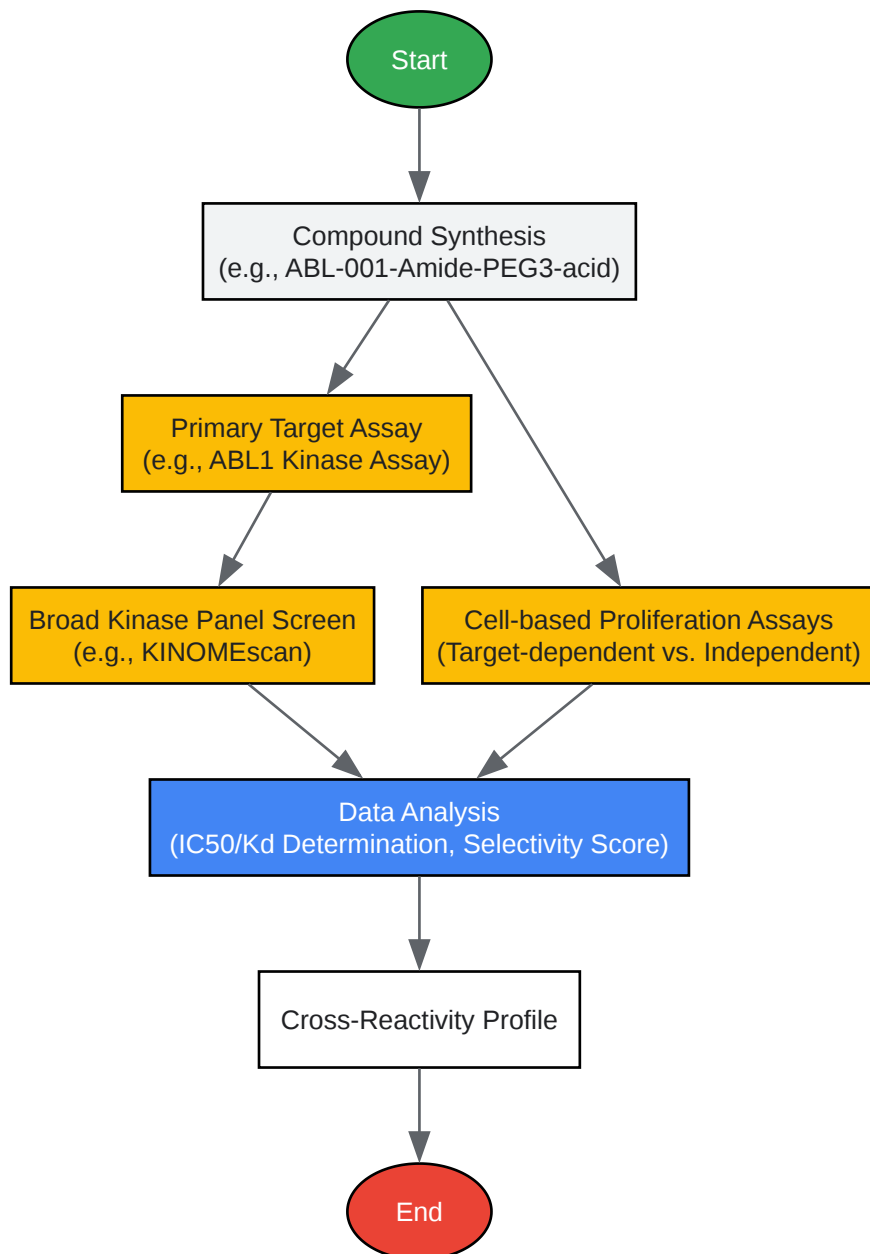 Start
Compound Synthesis
(e.g., ABL-001-Amide-PEG3-acid)
Primary Target Assay
(e.g., ABL1 Kinase Assay)
Broad Kinase Panel Screen
(e.g., KINOMEscan)
Cell-based Proliferation Assays
(Target-dependent vs. Independent)
Data Analysis
(IC50/Kd Determination, Selectivity Score)
Cross-Reactivity Profile
End